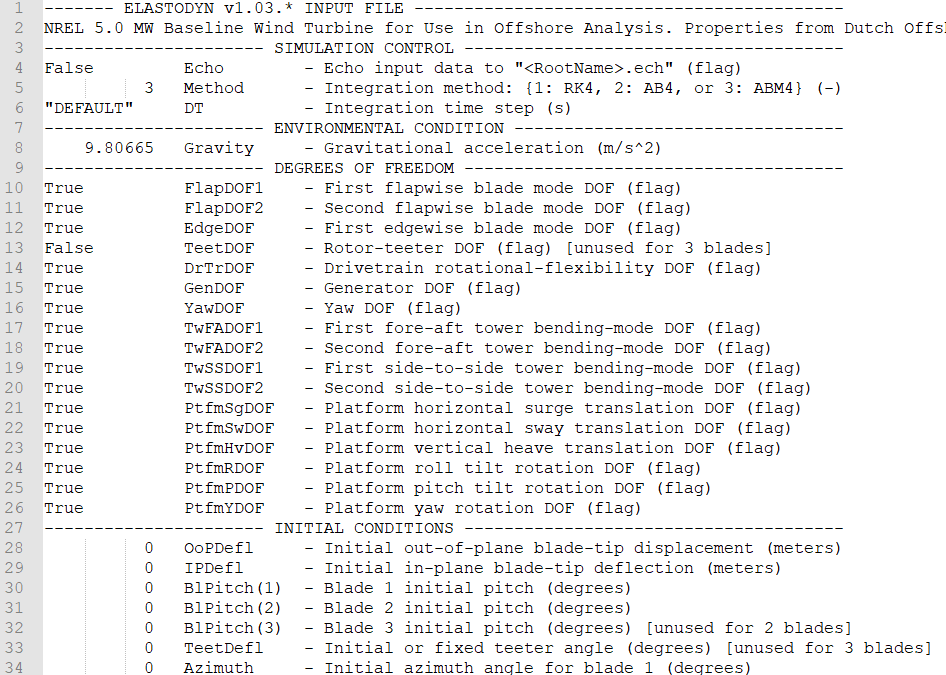 1 ------- ELASTODYN v1.03.* INPUT FILE -------------------------------------------
2 NREL 5.0 MW Baseline Wind Turbine for Use in Offshore Analysis. Properties from Dutch Offs
3 ---------------------- SIMULATION CONTROL --------------------------------------
4 False         Echo        - Echo input data to "<RootName>.ech" (flag)
5           3   Method      - Integration method: {1: RK4, 2: AB4, or 3: ABM4} (-)
6 "DEFAULT"     DT          - Integration time step (s)
7 ---------------------- ENVIRONMENTAL CONDITION ---------------------------------
8     9.80665   Gravity     - Gravitational acceleration (m/s^2)
9 ---------------------- DEGREES OF FREEDOM --------------------------------------
10 True          FlapDOF1    - First flapwise blade mode DOF (flag)
11 True          FlapDOF2    - Second flapwise blade mode DOF (flag)
12 True          EdgeDOF     - First edgewise blade mode DOF (flag)
13 False         TeetDOF     - Rotor-teeter DOF (flag) [unused for 3 blades]
14 True          DrTrDOF     - Drivetrain rotational-flexibility DOF (flag)
15 True          GenDOF      - Generator DOF (flag)
16 True          YawDOF      - Yaw DOF (flag)
17 True          TwFADOF1    - First fore-aft tower bending-mode DOF (flag)
18 True          TwFADOF2    - Second fore-aft tower bending-mode DOF (flag)
19 True          TwSSDOF1    - First side-to-side tower bending-mode DOF (flag)
20 True          TwSSDOF2    - Second side-to-side tower bending-mode DOF (flag)
21 True          PtfmSgDOF   - Platform horizontal surge translation DOF (flag)
22 True          PtfmSwDOF   - Platform horizontal sway translation DOF (flag)
23 True          PtfmHvDOF   - Platform vertical heave translation DOF (flag)
24 True          PtfmRDOF    - Platform roll tilt rotation DOF (flag)
25 True          PtfmPDOF    - Platform pitch tilt rotation DOF (flag)
26 True          PtfmYDOF    - Platform yaw rotation DOF (flag)
27 ---------------------- INITIAL CONDITIONS --------------------------------------
28           0   OoPDefl     - Initial out-of-plane blade-tip displacement (meters)
29           0   IPDefl      - Initial in-plane blade-tip deflection (meters)
30           0   BlPitch(1)  - Blade 1 initial pitch (degrees)
31           0   BlPitch(2)  - Blade 2 initial pitch (degrees)
32           0   BlPitch(3)  - Blade 3 initial pitch (degrees) [unused for 2 blades]
33           0   TeetDefl    - Initial or fixed teeter angle (degrees) [unused for 3 blades]
34           0   Azimuth     - Initial azimuth angle for blade 1 (degrees)